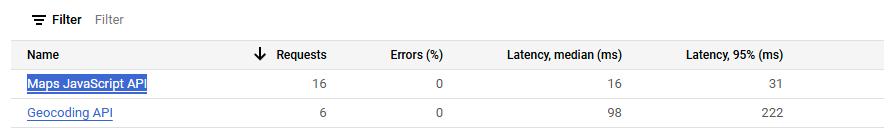 Filter Filter
Name Requests Errors (%) Latency, median (ms) Latency, 95% (ms)
Maps JavaScript API 16 0 16 31
Geocoding API 6 0 98 222